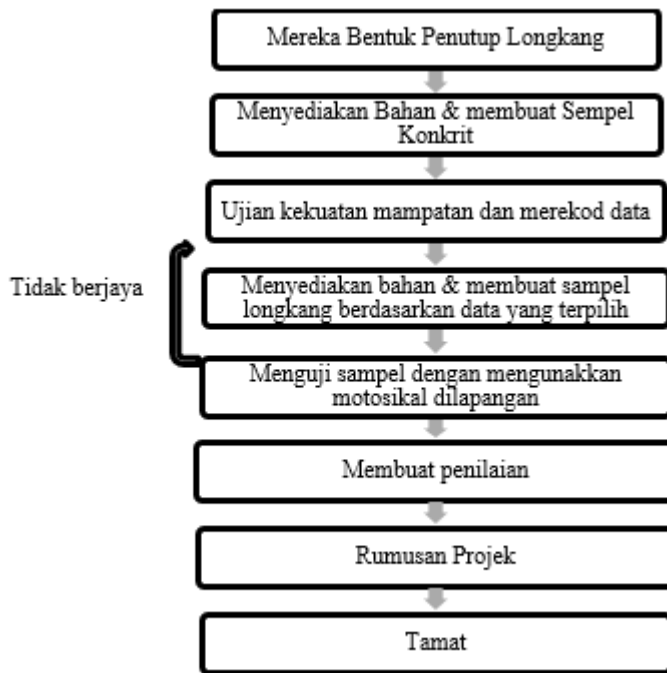 Mereka Bentuk Penutup Longkang
Menyediakan Bahan & membuat Sempel
Konkrit
Ujian kekuatan mampatan dan merekod data
Tidak berjaya
Menyediakan bahan & membuat sampel
longkang berdasarkan data yang terpilih
Menguji sampel dengan mengunakkan
motosikal dilapangan
Membuat penilaian
Rumusan Projek
Tamat